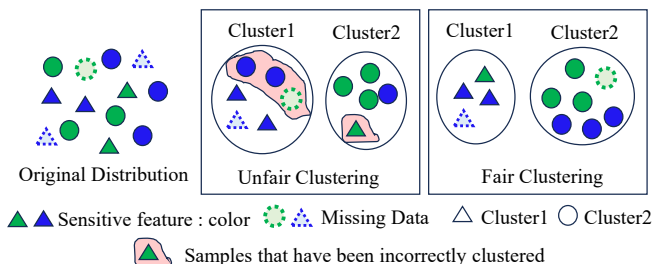 Cluster1 Cluster2
Cluster1 Cluster2
Original Distribution
Unfair Clustering
Fair Clustering
Sensitive feature : color Missing Data Cluster1 Cluster2
Samples that have been incorrectly clustered